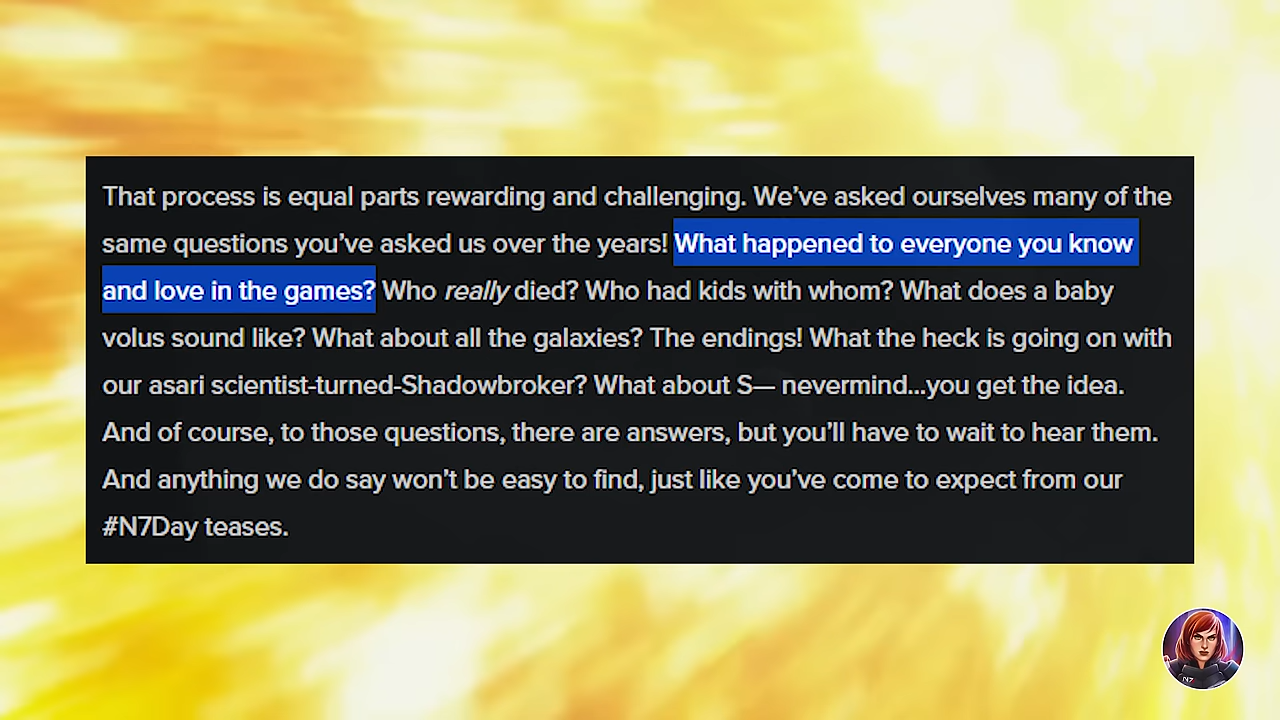 That process is equal parts rewarding and challenging. We've asked ourselves many of the
same questions you've asked us over the years! What happened to everyone you know
and love in the games? Who really died? Who had kids with whom? What does a baby
volus sound like? What about all the galaxies? The endings! What the heck is going on with
our asari scientist-turned-Shadowbroker? What about S— nevermind...you get the idea.
And of course, to those questions, there are answers, but you'll have to wait to hear them.
And anything we do say won't be easy to find, just like you've come to expect from our
#N7Day teases.
N7